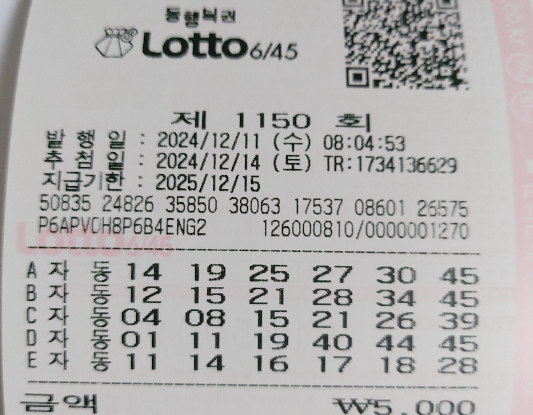 동행복권
Lotto 6/45
제 1150 회
발 행 일 : 2024/12/11 (수) 08:04:53
추 첨 일 : 2024/12/14 (토) TR:1734136629
지급기한 : 2025/12/15
50835 24826 35850 38063 17537 08601 26575
P6APVCH8P6B4ENG2 126000810/0000001270
A 자 동 14 19 25 27 30 45
B 자 동 12 15 21 28 34 45
C 자 동 04 08 15 21 26 39
D 자 동 01 11 19 40 44 45
E 자 동 11 14 16 17 18 28
금액 ₩5,000